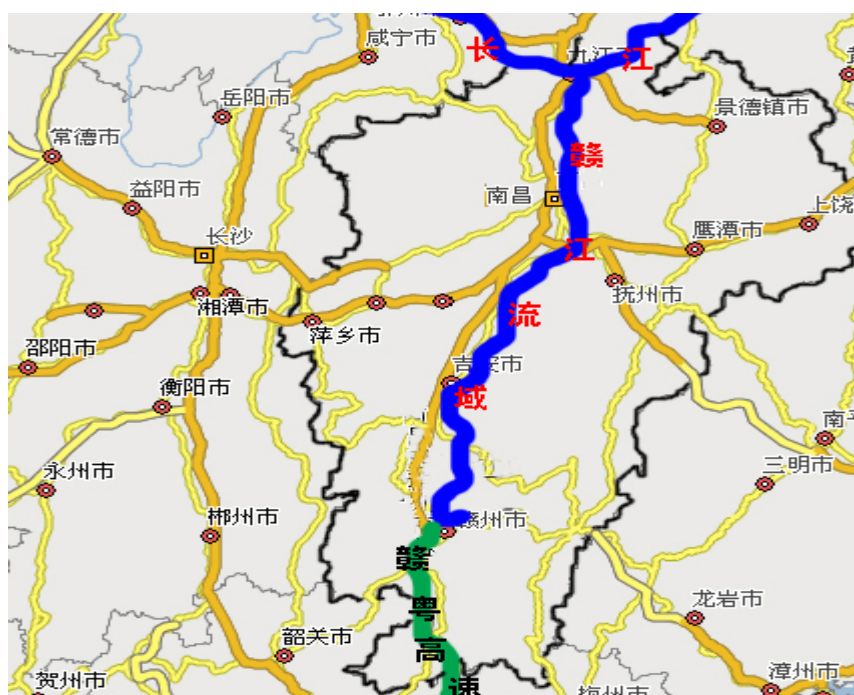 咸宁市
长
九江
江
岳阳市
景德镇市
常德市
赣
益阳市
南昌
上饶
长沙
鹰潭市
江
湘潭市
抚州市
流
萍乡市
邵阳市
吉安市
衡阳市
域
南平
三明市
永州市
郴州市
赣州市
赣
龙岩市
粤
韶关市
高
贺州市
速
梅州市
漳州市